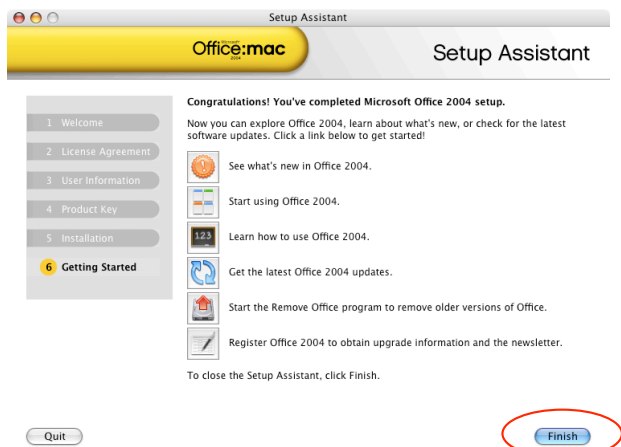 Setup Assistant
Microsoft
Office:mac
2004
Setup Assistant
1 Welcome
2 License Agreement
3 User Information
4 Product Key
5 Installation
6 Getting Started
Congratulations! You've completed Microsoft Office 2004 setup.
Now you can explore Office 2004, learn about what's new, or check for the latest
software updates. Click a link below to get started!
See what's new in Office 2004.
Start using Office 2004.
123
Learn how to use Office 2004.
Get the latest Office 2004 updates.
Start the Remove Office program to remove older versions of Office.
Register Office 2004 to obtain upgrade information and the newsletter.
To close the Setup Assistant, click Finish.
Quit
Finish